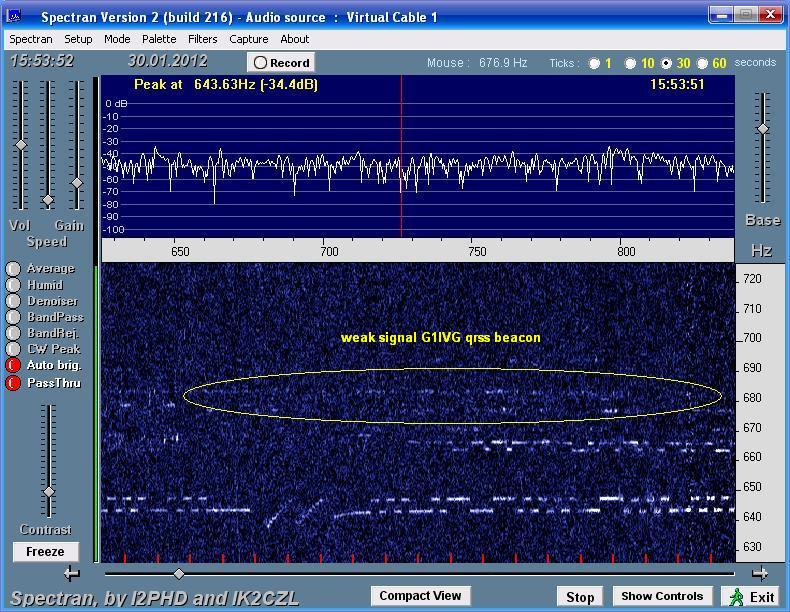 Spectran Version 2 (build 216) - Audio source : Virtual Cable 1
Spectran Setup Mode Palette Filters Capture About
15:53:52 30.01.2012 Record Mouse : 676.9 Hz Ticks : 1 10 30 60 seconds
Peak at 643.63Hz (-34.4dB) 15:53:51
0 dB
-10
-20
-30
-40
-50
-60
-70
-80
-90
-100
Vol Gain
Speed
Base
650 700 750 800 Hz
Average
Humid
Denoiser
BandPass
BandRej.
CW Peak
Auto brig.
PassThru
weak signal G1IVG qrss beacon
720
710
700
690
680
670
660
650
640
630
Contrast
Freeze
Spectran, by I2PHD and IK2CZL
Compact View Stop Show Controls Exit